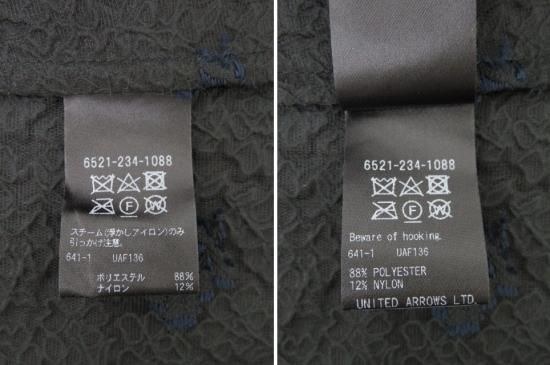 6521-234-1088
スチーム(浮かしアイロン)のみ
引っかけ注意.
641-1 UAF136
ポリエステル 88%
ナイロン 12%
6521-234-1088
Beware of hooking.
641-1 UAF136
88% POLYESTER
12% NYLON
UNITED ARROWS LTD.